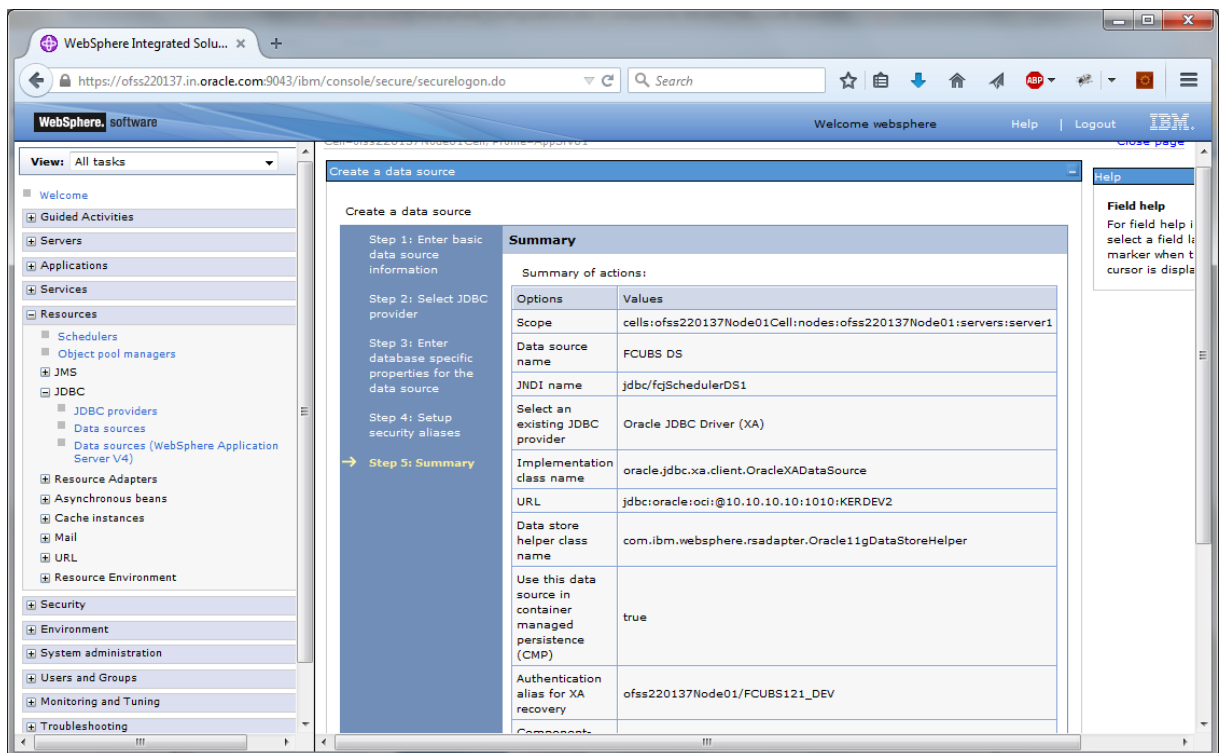 WebSphere Integrated Solu... × +
https://ofss220137.in.oracle.com:9043/ibm/console/secure/securelogon.do
Search
ABP
WebSphere. software
Welcome websphere
Help | Logout
IBM.
View: All tasks
Welcome
Guided Activities
Servers
Applications
Services
Resources
Schedulers
Object pool managers
JMS
JDBC
JDBC providers
Data sources
Data sources (WebSphere Application
Server V4)
Resource Adapters
Asynchronous beans
Cache instances
Mail
URL
Resource Environment
Security
Environment
System administration
Users and Groups
Monitoring and Tuning
Troubleshooting
Cell=ofss220137Node01Cell, Profile=AppSrv01
Close page
Create a data source
Create a data source
Step 1: Enter basic
data source
information
Step 2: Select JDBC
provider
Step 3: Enter
database specific
properties for the
data source
Step 4: Setup
security aliases
Step 5: Summary
Summary
Summary of actions:
Options Values
Scope cells:ofss220137Node01Cell:nodes:ofss220137Node01:servers:server1
Data source
name
FCUBS DS
JNDI name jdbc/fcjSchedulerDS1
Select an
existing JDBC
provider
Oracle JDBC Driver (XA)
Implementation
class name
oracle.jdbc.xa.client.OracleXADataSource
URL jdbc:oracle:oci:@10.10.10.10:1010:KERDEV2
Data store
helper class
name
com.ibm.websphere.rsadapter.Oracle11gDataStoreHelper
Use this data
source in
container
managed
persistence
(CMP)
true
Authentication
alias for XA
recovery
ofss220137Node01/FCUBS121_DEV
Component-
Help
Field help
For field help i
select a field la
marker when t
cursor is displa